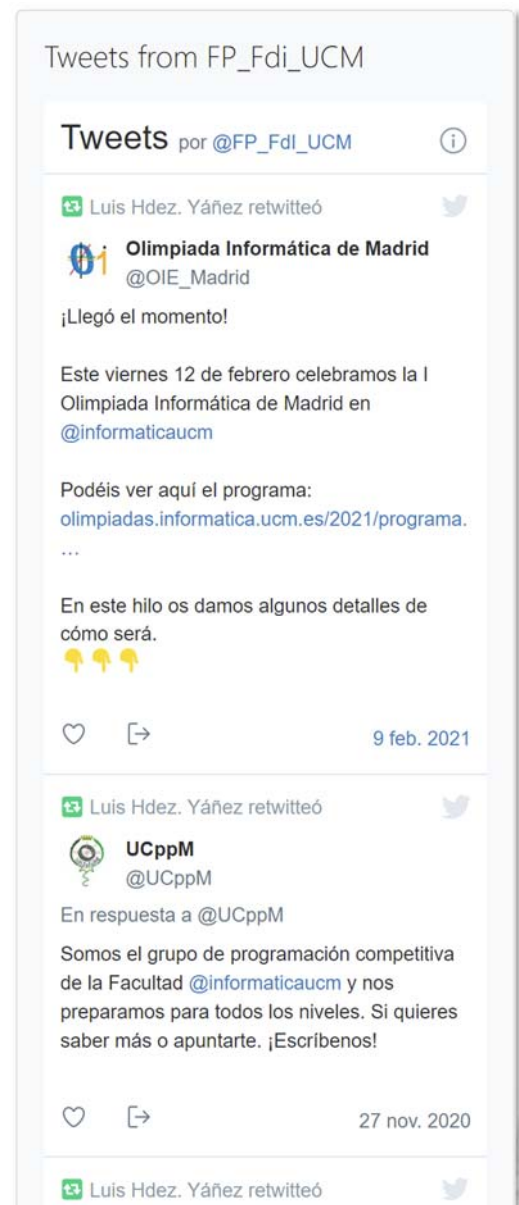 Tweets from FP_Fdi_UCM
Tweets por @FP_FdI_UCM
Luis Hdez. Yáñez retwitteó
Olimpiada Informática de Madrid
@OIE_Madrid
¡Llegó el momento!
Este viernes 12 de febrero celebramos la I
Olimpiada Informática de Madrid en
@informaticaucm
Podéis ver aquí el programa:
olimpiadas.informatica.ucm.es/2021/programa.
…
En este hilo os damos algunos detalles de
cómo será.
👇👇👇
9 feb. 2021
Luis Hdez. Yáñez retwitteó
UCppM
@UCppM
En respuesta a @UCppM
Somos el grupo de programación competitiva
de la Facultad @informaticaucm y nos
preparamos para todos los niveles. Si quieres
saber más o apuntarte. ¡Escríbenos!
27 nov. 2020
Luis Hdez. Yáñez retwitteó